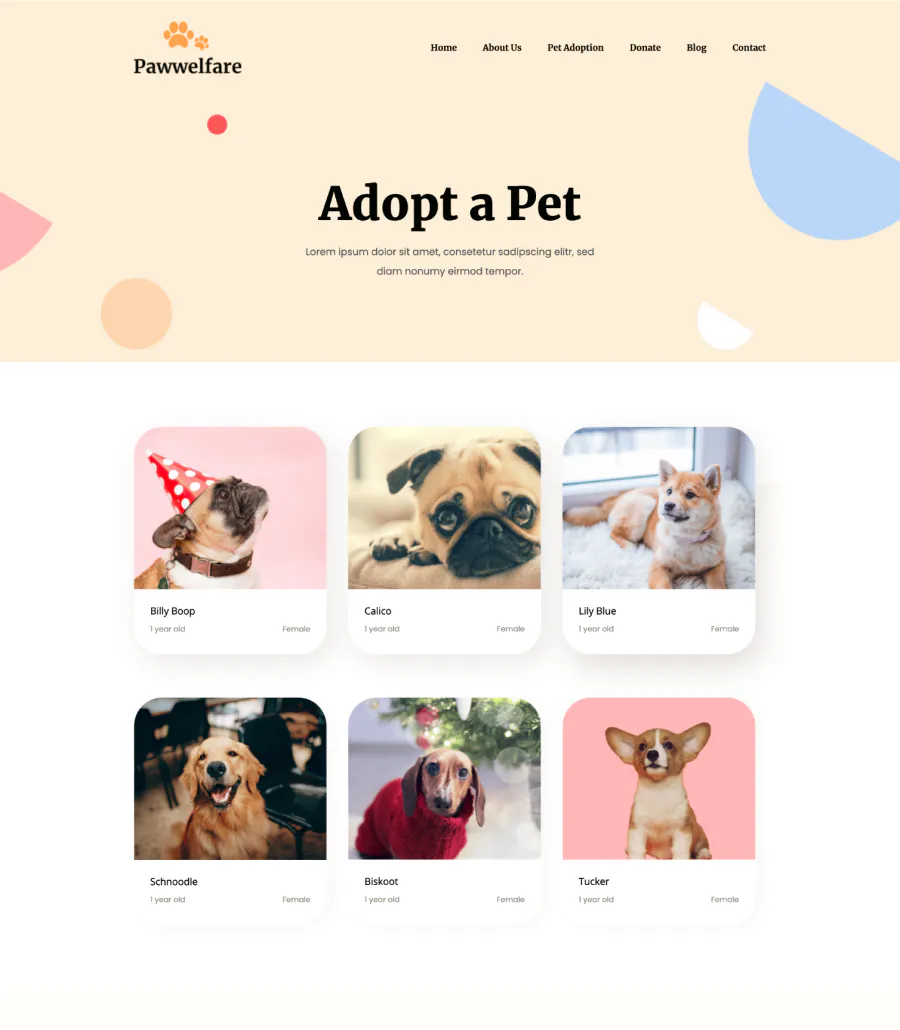 Pawwelfare
Home About Us Pet Adoption Donate Blog Contact
Adopt a Pet
Lorem ipsum dolor sit amet, consetetur sadipscing elitr, sed
diam nonumy eirmod tempor.
Billy Boop
1 year old Female
Calico
1 year old Female
Lily Blue
1 year old Female
Schnoodle
1 year old Female
Biskoot
1 year old Female
Tucker
1 year old Female